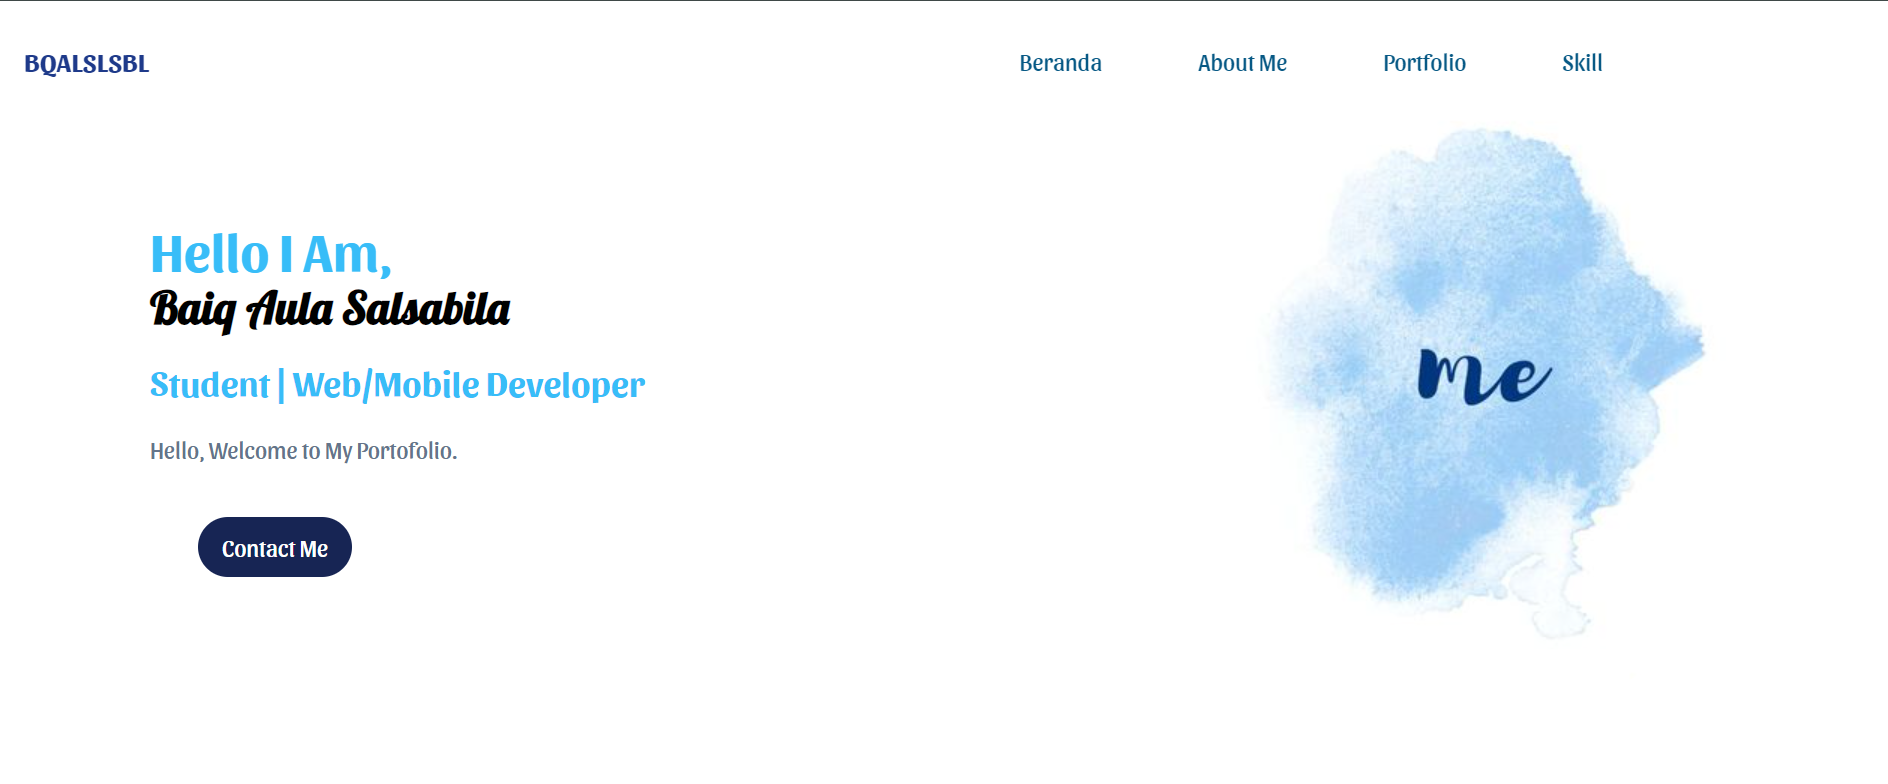 BQALSLSBL
Beranda About Me Portfolio Skill
Hello I Am,
Baiq Aula Salsabila
Student | Web/Mobile Developer
Hello, Welcome to My Portofolio.
Contact Me
me